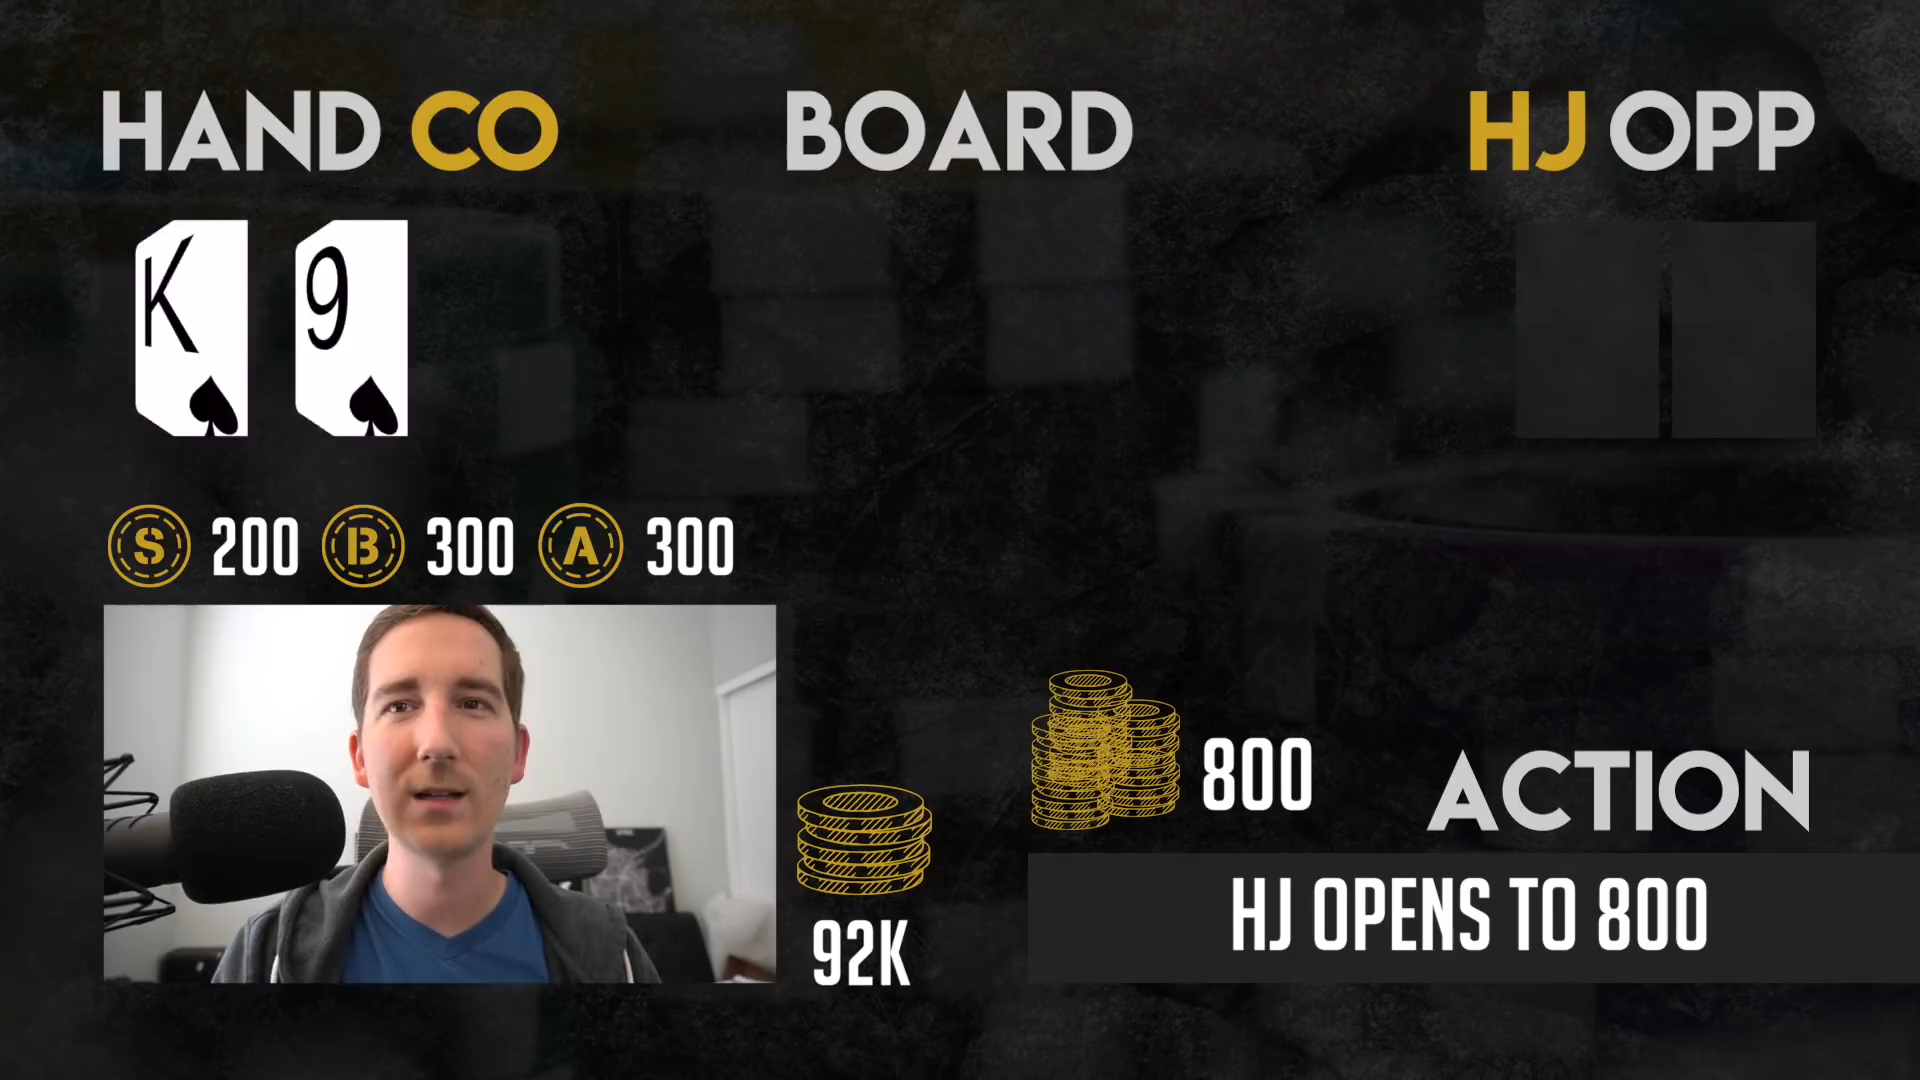 HAND CO
BOARD
HJ OPP
K 9
S 200 B 300 A 300
92K
800
ACTION
HJ OPENS TO 800